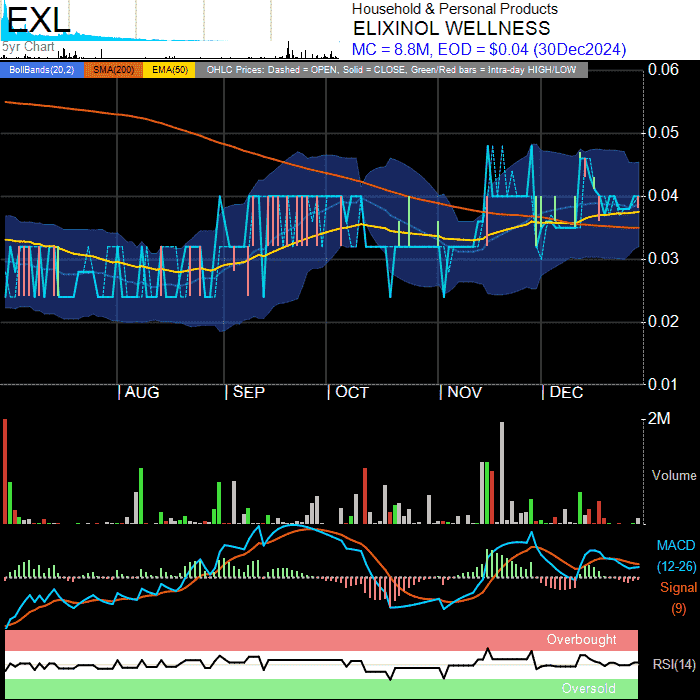 EXL
5yr Chart
Household & Personal Products
ELIXINOL WELLNESS
MC = 8.8M, EOD = $0.04 (30Dec2024)
BollBands(20,2) SMA(200) EMA(50) OHLC Prices: Dashed = OPEN, Solid = CLOSE, Green/Red bars = Intra-day HIGH/LOW
0.06
0.05
0.04
0.03
0.02
0.01
| AUG | SEP | OCT | NOV | DEC
2M
Volume
MACD
(12-26)
Signal
(9)
Overbought
RSI(14)
Oversold